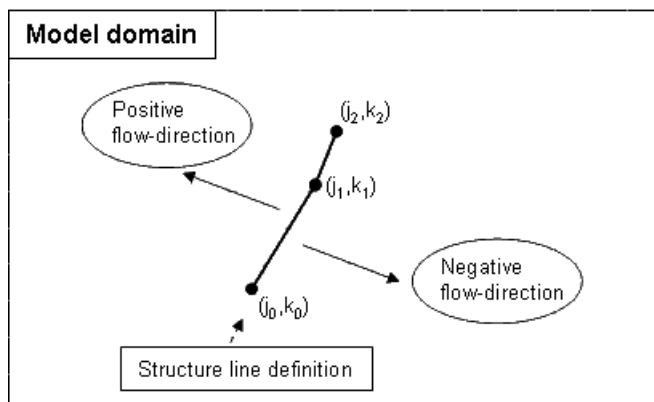 Model domain
Positive
flow-direction
(j₂,k₂)
(j₁,k₁)
Negative
flow-direction
(j₀,k₀)
Structure line definition